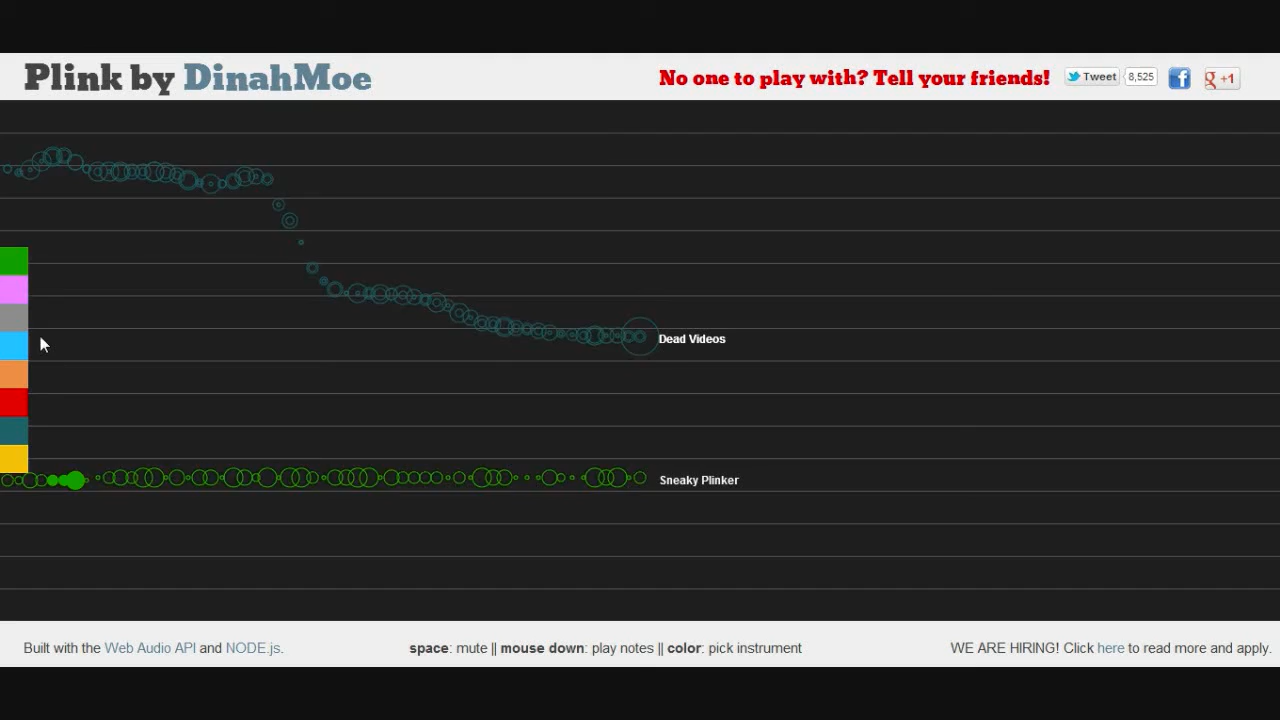 Plink by DinahMoe
No one to play with? Tell your friends!
Tweet
8,525
f
g +1
Dead Videos
Sneaky Plinker
Built with the Web Audio API and NODE.js.
space: mute || mouse down: play notes || color: pick instrument
WE ARE HIRING! Click here to read more and apply.